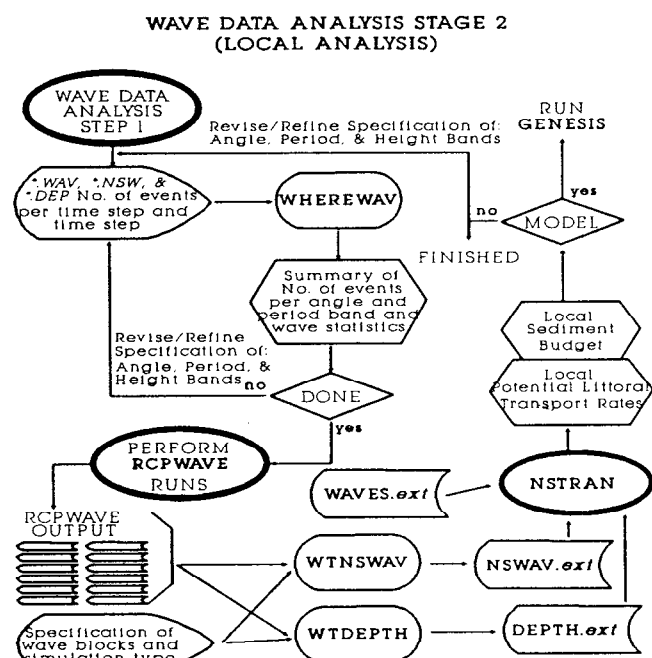 WAVE DATA ANALYSIS STAGE 2
(LOCAL ANALYSIS)
WAVE DATA
ANALYSIS
STEP 1
Revise/Refine Specification of:
Angle, Period, & Height Bands
RUN
GENESIS
yes
no
MODEL
FINISHED
*.WAV, *.NSW, &
*.DEP No. of events
per time step and
time step
WHEREWAV
Summary of
No. of events
per angle and
period band and
wave statistics
Revise/Refine
Specification of:
Angle, Period, &
Height Bands
no
DONE
yes
Local
Sediment
Budget
Local
Potential Littoral
Transport Rates
PERFORM
RCPWAVE
RUNS
WAVES.ext
NSTRAN
RCPWAVE
OUTPUT
WTNSWAV
NSWAV.ext
Specification of
wave blocks and
simulation type
WTDEPTH
DEPTH.ext